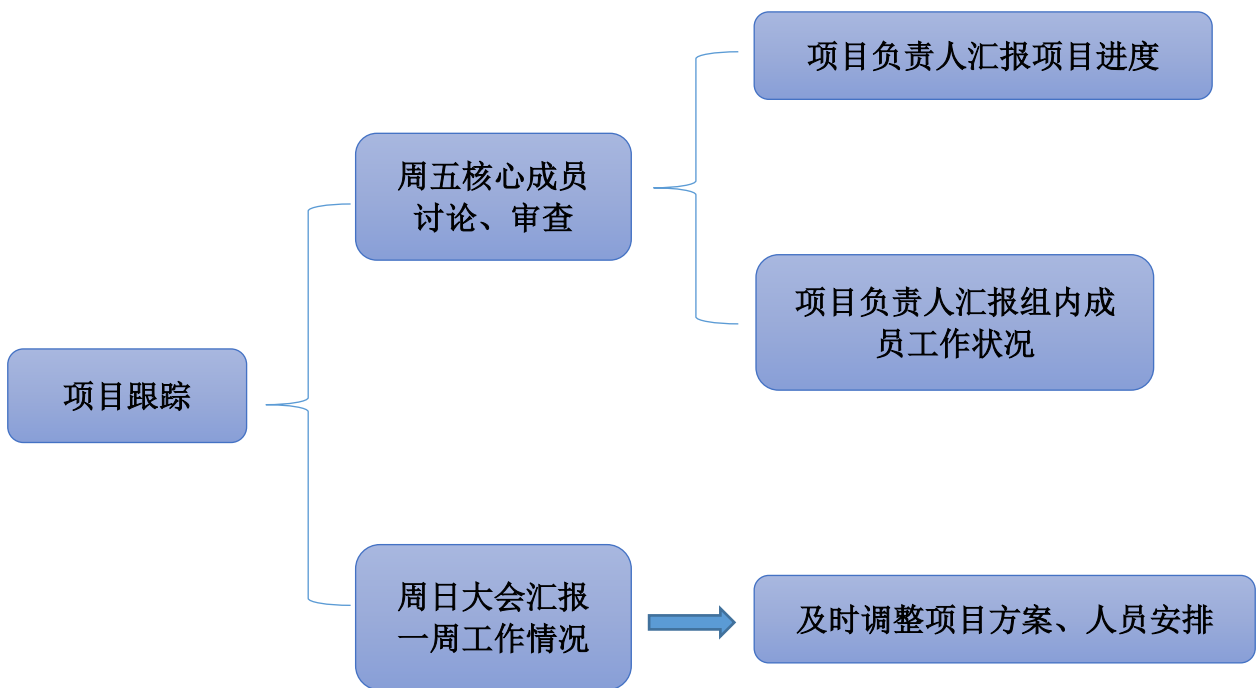 项目负责人汇报项目进度
周五核心成员
讨论、审查
项目负责人汇报组内成
员工作状况
项目跟踪
周日大会汇报
一周工作情况
及时调整项目方案、人员安排